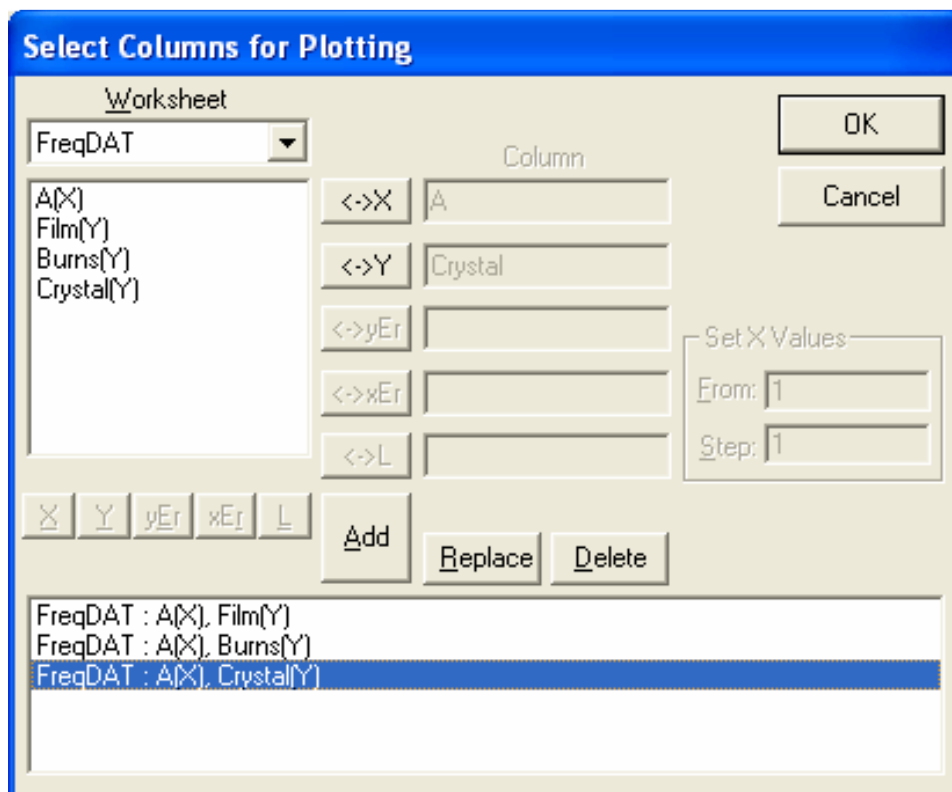 Select Columns for Plotting
Worksheet
FreqDAT
OK
Column
A(X)
Film(Y)
Burns(Y)
Crystal(Y)
<->X
A
Cancel
<->Y
Crystal
<->yEr
Set X Values
<->xEr
From:
1
<->L
Step:
1
X
Y
yEr
xEr
L
Add
Replace
Delete
FreqDAT : A(X), Film(Y)
FreqDAT : A(X), Burns(Y)
FreqDAT : A(X), Crystal(Y)